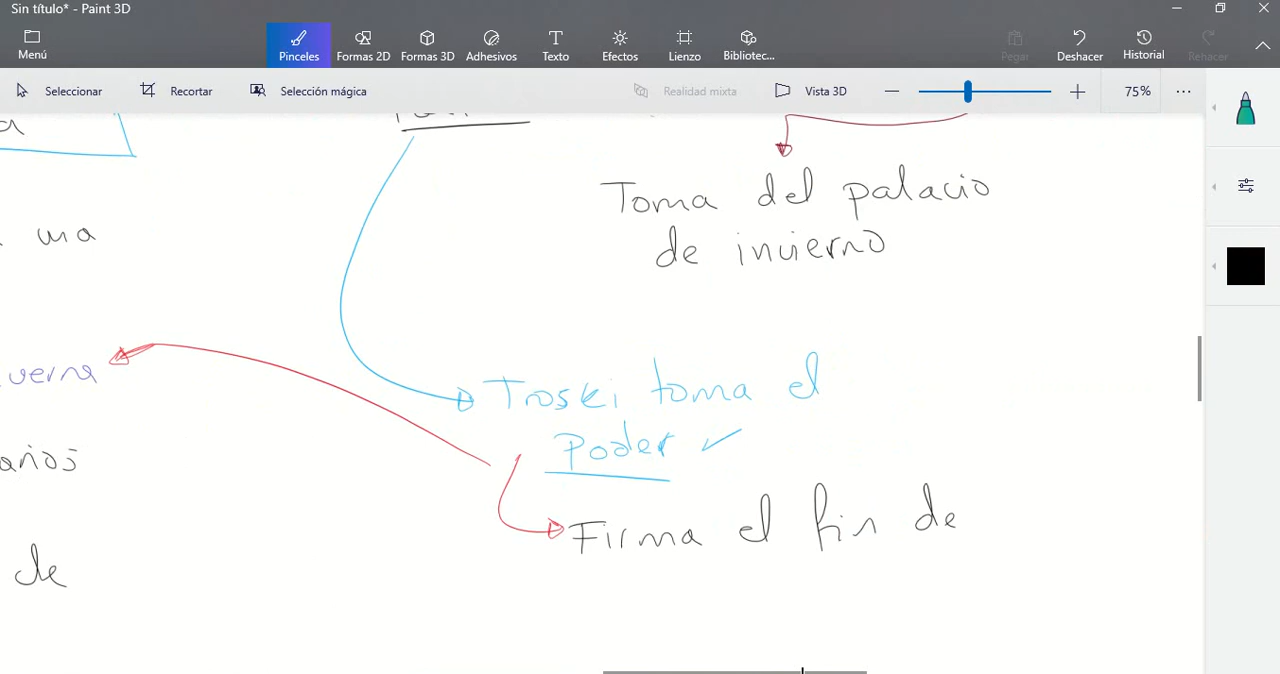 Sin título* - Paint 3D
Menú
Pinceles
Formas 2D
Formas 3D
Adhesivos
Texto
Efectos
Lienzo
Bibliotec...
Pegar
Deshacer
Historial
Rehacer
Seleccionar
Recortar
Selección mágica
Realidad mixta
Vista 3D
75%
Toma del palacio
de invierno
Troski toma el
Poder
Firma el fin de
años
de